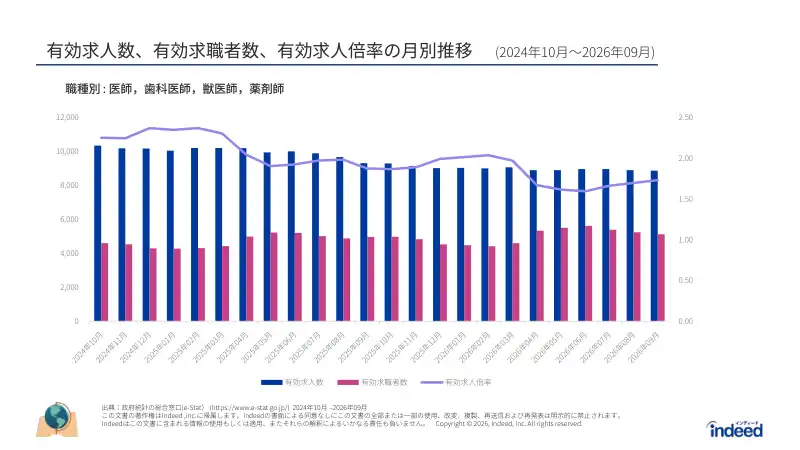 有効求人数、有効求職者数、有効求人倍率の月別推移 (2024年10月～2026年09月)
職種別 : 医師，歯科医師，獣医師，薬剤師
12,000
10,000
8,000
6,000
4,000
2,000
0
2.50
2.00
1.50
1.00
0.50
0.00
2024年10月
2024年11月
2024年12月
2025年01月
2025年02月
2025年03月
2025年04月
2025年05月
2025年06月
2025年07月
2025年08月
2025年09月
2025年10月
2025年11月
2025年12月
2026年01月
2026年02月
2026年03月
2026年04月
2026年05月
2026年06月
2026年07月
2026年08月
2026年09月
有効求人数 有効求職者数 有効求人倍率
出典：政府統計の総合窓口(e-Stat） (https://www.e-stat.go.jp/) 2024年10月 –2026年09月
この文書の著作権はIndeed,inc.に帰属します。Indeedの書面による同意なしにこの文書の全部または一部の使用、改変、複製、再送信および再発表は明示的に禁止されます。
Indeedはこの文書に含まれる情報の使用もしくは適用、またそれらの解釈によるいかなる責任も負いません。 Copyright © 2026, Indeed, Inc. All rights reserved.
インディード
indeed